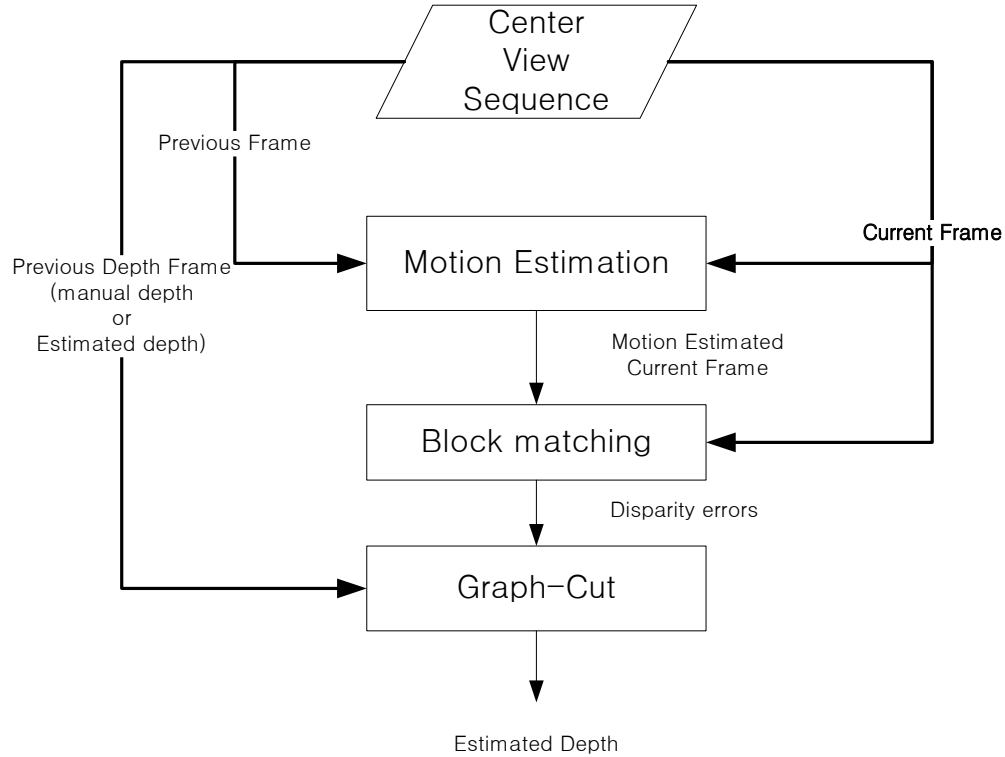 Center
View
Sequence
Previous Frame
Current Frame
Motion Estimation
Previous Depth Frame
(manual depth
or
Estimated depth)
Motion Estimated
Current Frame
Block matching
Disparity errors
Graph-Cut
Estimated Depth